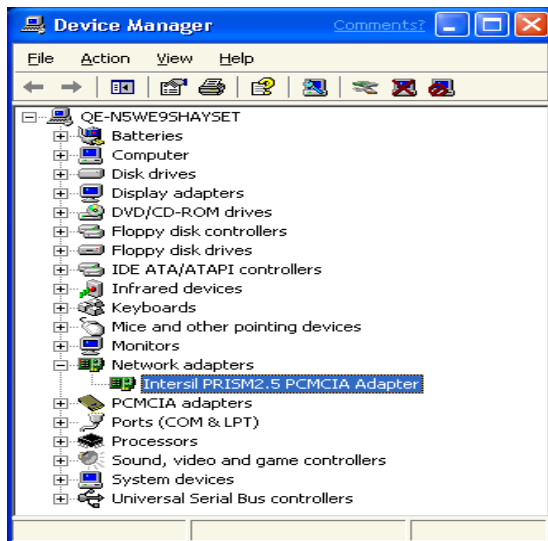 Device Manager Comments?
File Action View Help
QE-N5WE9SHAYSET
Batteries
Computer
Disk drives
Display adapters
DVD/CD-ROM drives
Floppy disk controllers
Floppy disk drives
IDE ATA/ATAPI controllers
Infrared devices
Keyboards
Mice and other pointing devices
Monitors
Network adapters
Intersil PRISM2.5 PCMCIA Adapter
PCMCIA adapters
Ports (COM & LPT)
Processors
Sound, video and game controllers
System devices
Universal Serial Bus controllers